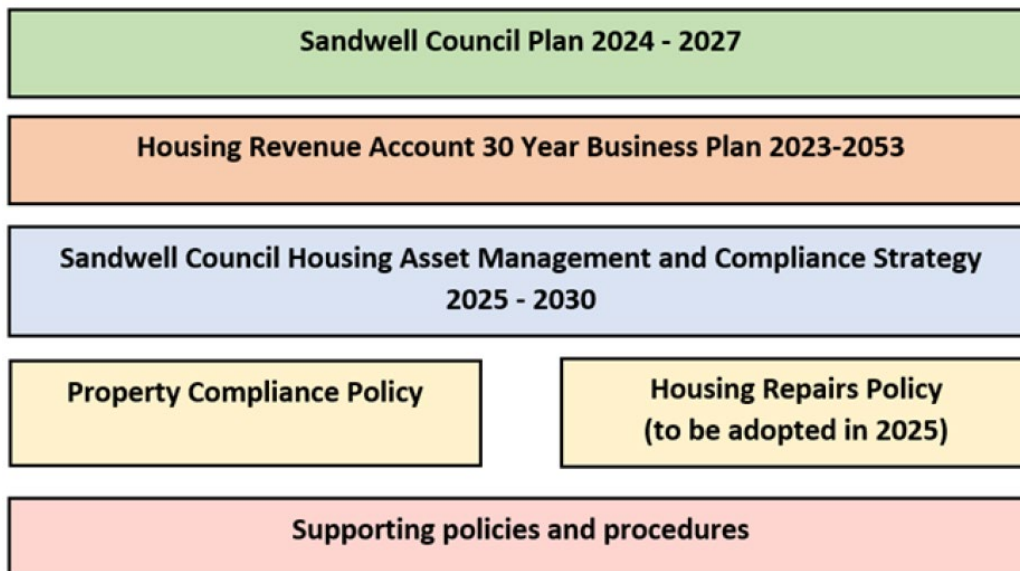 Sandwell Council Plan 2024 - 2027
Housing Revenue Account 30 Year Business Plan 2023-2053
Sandwell Council Housing Asset Management and Compliance Strategy
2025 - 2030
Property Compliance Policy
Housing Repairs Policy
(to be adopted in 2025)
Supporting policies and procedures